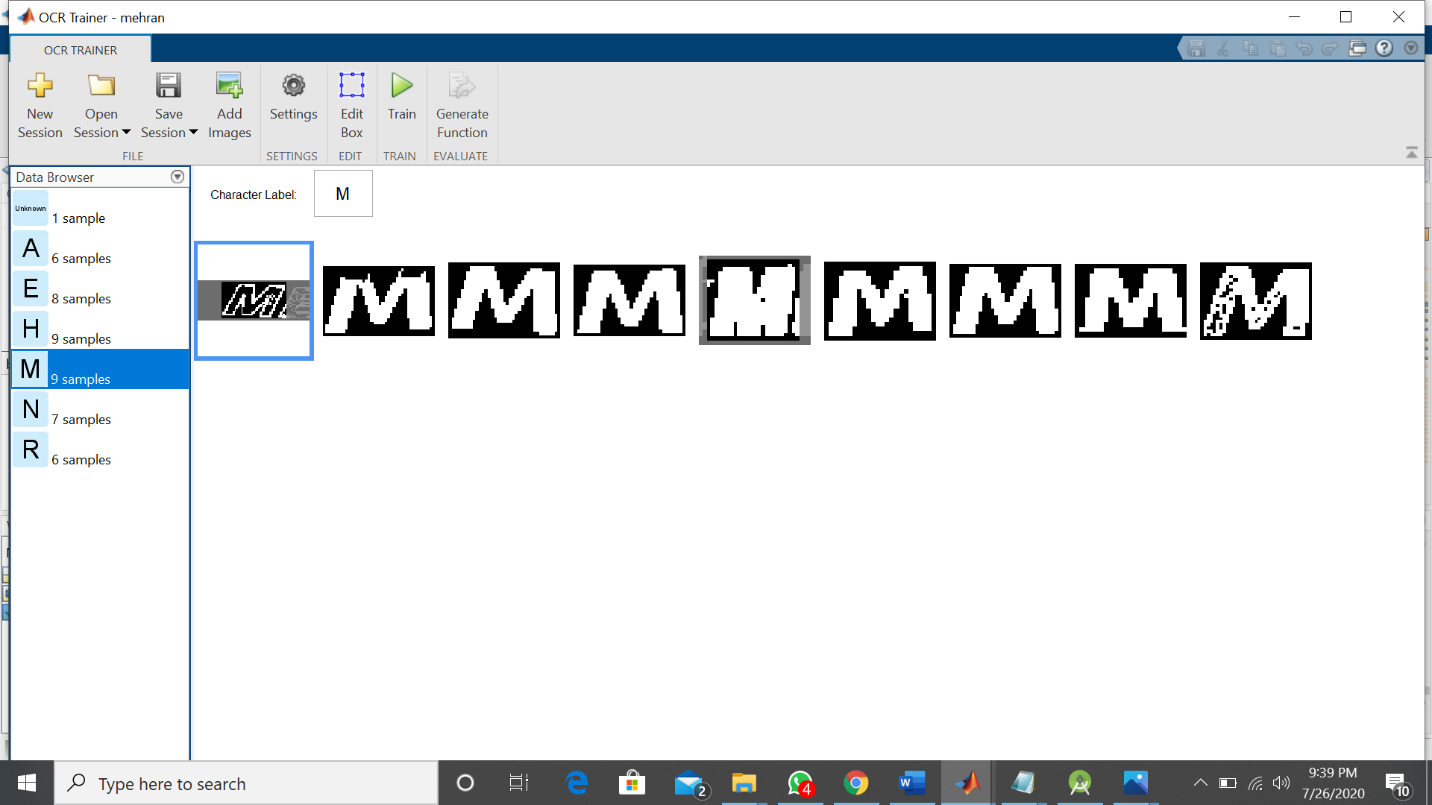 OCR Trainer - mehran
OCR TRAINER
New Session
Open Session
Save Session
Add Images
Settings
Edit Box
Train
Generate Function
FILE
SETTINGS
EDIT
TRAIN
EVALUATE
Data Browser
Character Label: M
Unknown 1 sample
A 6 samples
E 8 samples
H 9 samples
M 9 samples
N 7 samples
R 6 samples
M M M M M M M M M
Type here to search
2
4
9:39 PM
7/26/2020
10